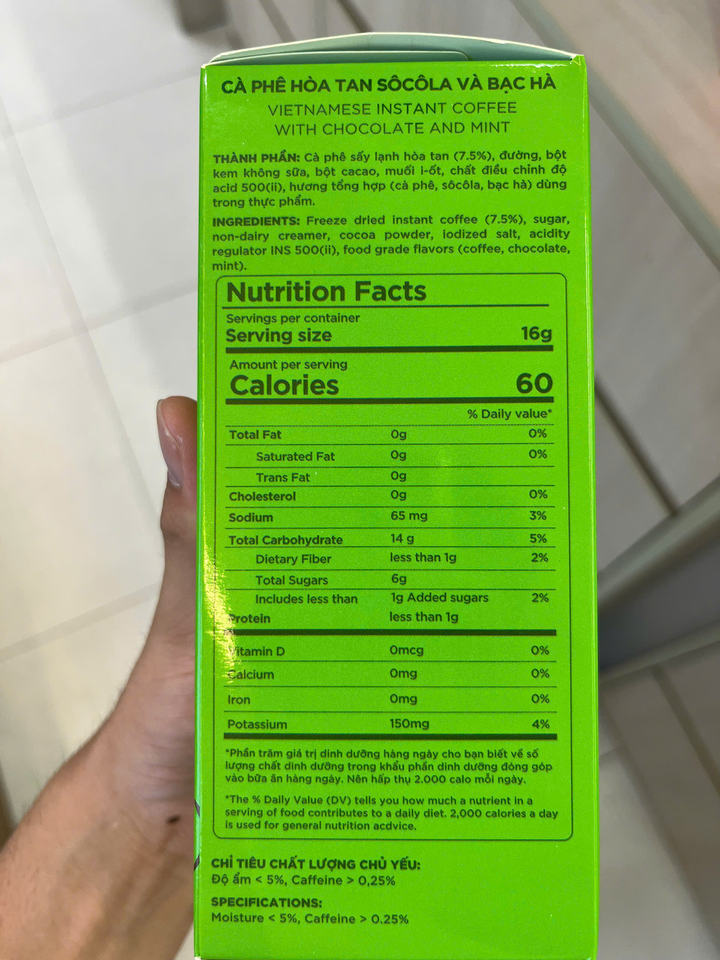 CÀ PHÊ HÒA TAN SÔCÔLA VÀ BẠC HÀ
VIETNAMESE INSTANT COFFEE
WITH CHOCOLATE AND MINT
THÀNH PHẦN: Cà phê sấy lạnh hòa tan (7.5%), đường, bột
kem không sữa, bột cacao, muối i-ốt, chất điều chỉnh độ
acid 500(ii), hương tổng hợp (cà phê, sôcôla, bạc hà) dùng
trong thực phẩm.
INGREDIENTS: Freeze dried instant coffee (7.5%), sugar,
non-dairy creamer, cocoa powder, iodized salt, acidity
regulator INS 500(ii), food grade flavors (coffee, chocolate,
mint).
Nutrition Facts
Servings per container
Serving size 16g
Amount per serving
Calories 60
% Daily value*
Total Fat 0g 0%
Saturated Fat 0g 0%
Trans Fat 0g
Cholesterol 0g 0%
Sodium 65 mg 3%
Total Carbohydrate 14 g 5%
Dietary Fiber less than 1g 2%
Total Sugars 6g
Includes less than 1g Added sugars 2%
Protein less than 1g
Vitamin D 0mcg 0%
Calcium 0mg 0%
Iron 0mg 0%
Potassium 150mg 4%
*Phần trăm giá trị dinh dưỡng hàng ngày cho bạn biết về số
lượng chất dinh dưỡng trong khẩu phần dinh dưỡng đóng góp
vào bữa ăn hàng ngày. Nên hấp thụ 2.000 calo mỗi ngày.
*The % Daily Value (DV) tells you how much a nutrient in a
serving of food contributes to a daily diet. 2,000 calories a day
is used for general nutrition acdvice.
CHỈ TIÊU CHẤT LƯỢNG CHỦ YẾU:
Độ ẩm < 5%, Caffeine > 0,25%
SPECIFICATIONS:
Moisture < 5%, Caffeine > 0.25%